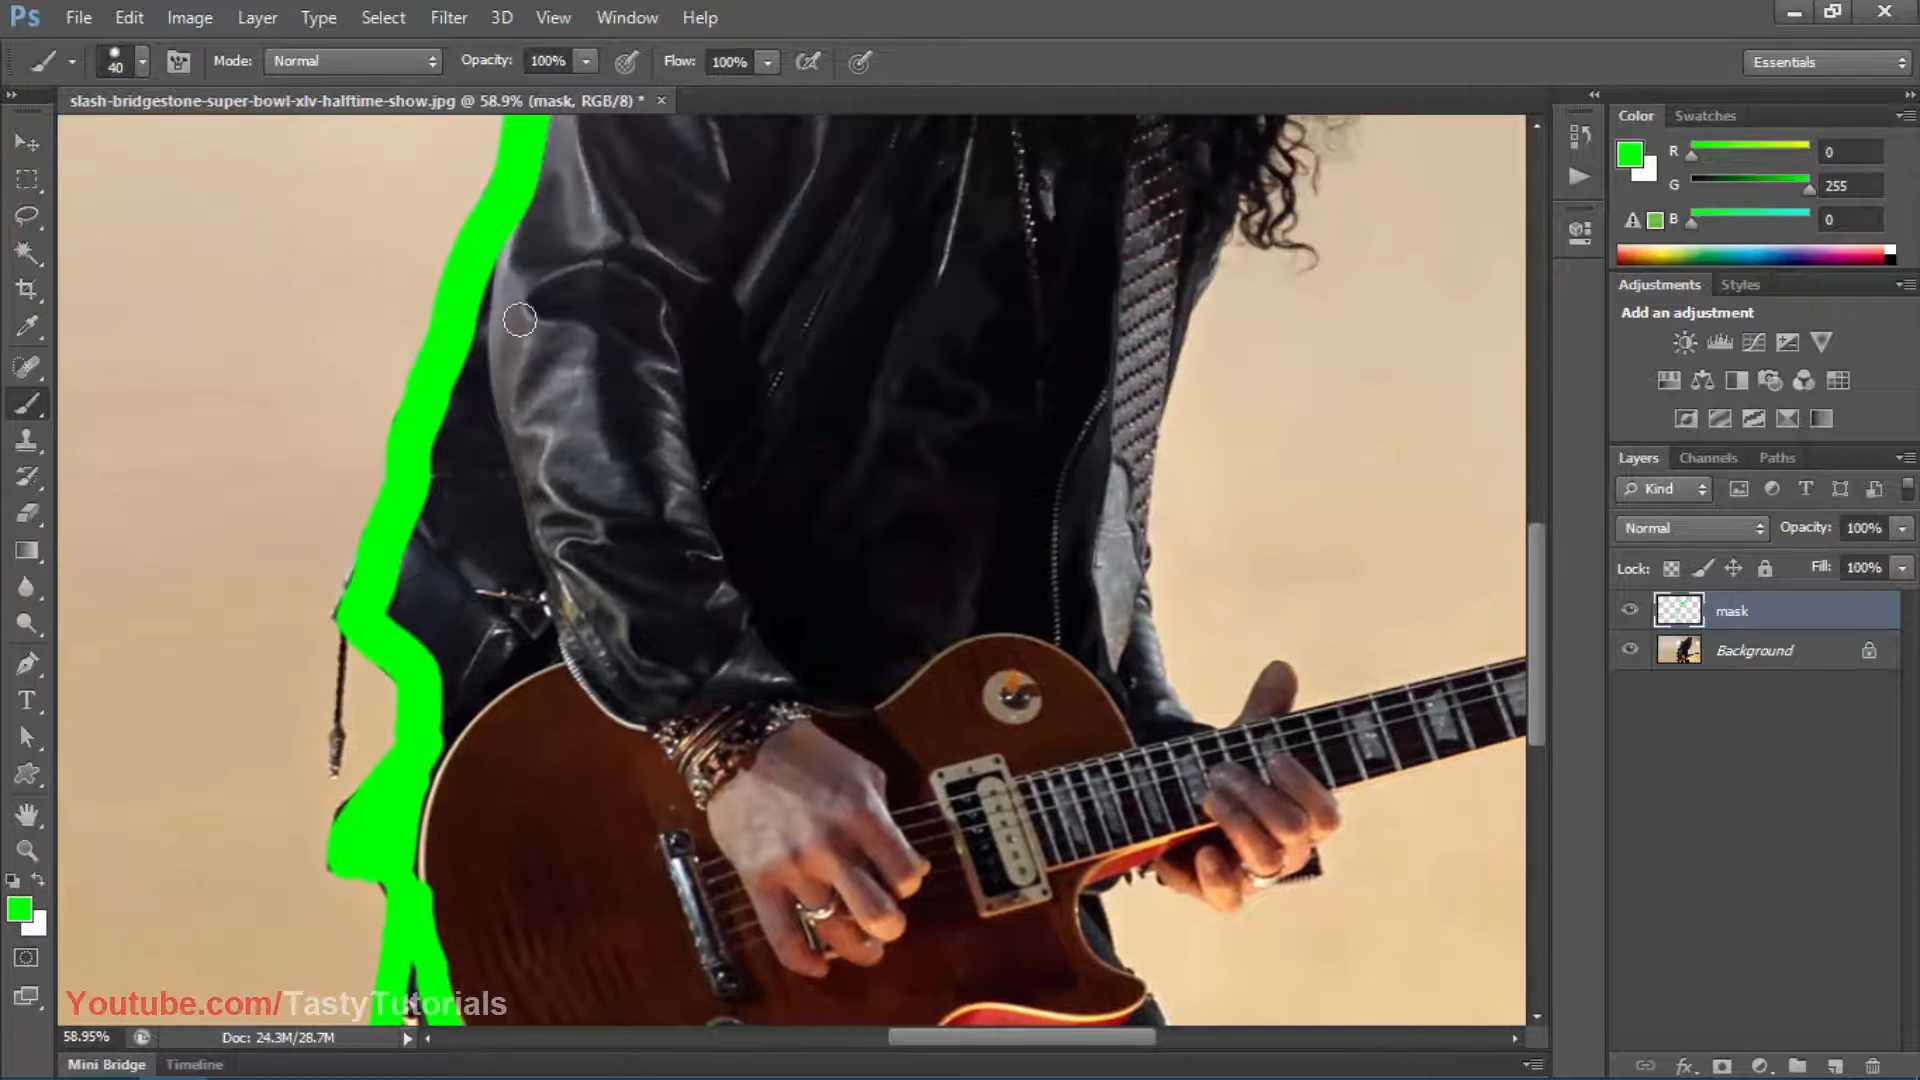 Ps File Edit Image Layer Type Select Filter 3D View Window Help
40 Mode: Normal Opacity: 100% Flow: 100% Essentials
slash-bridgestone-super-bowl-xlv-halftime-show.jpg @ 58.9% (mask, RGB/8) * ×
Color Swatches
R 0
G 255
B 0
Adjustments Styles
Add an adjustment
Layers Channels Paths
Kind
Normal Opacity: 100%
Lock: Fill: 100%
mask
Background
Youtube.com/TastyTutorials
58.95% Doc: 24.3M/28.7M
Mini Bridge Timeline